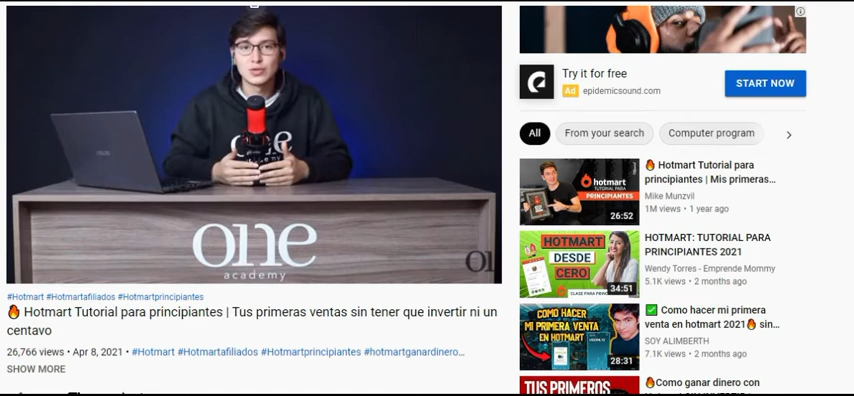 ASUS
one
one
academy
Ol
#Hotmart #Hotmartafiliados #Hotmartprincipiantes
🔥 Hotmart Tutorial para principiantes | Tus primeras ventas sin tener que invertir ni un
centavo
26,766 views • Apr 8, 2021 • #Hotmart #Hotmartafiliados #Hotmartprincipiantes #hotmartganardinero…
SHOW MORE
Try it for free
Ad epidemicsound.com
START NOW
All
From your search
Computer program
hotmart
TUTORIAL PARA
PRINCIPIANTES
26:52
🔥 Hotmart Tutorial para
principiantes | Mis primeras...
Mike Munzvil
1M views • 1 year ago
HOTMART
DESDE
CERO
CLASE PARA
34:51
HOTMART: TUTORIAL PARA
PRINCIPIANTES 2021
Wendy Torres - Emprende Mommy
5.1K views • 2 months ago
COMO HACER
MI PRIMERA VENTA
EN HOTMART
28:31
✅ Como hacer mi primera
venta en hotmart 2021🔥 sin...
SOY ALIMBERTH
7.1K views • 2 months ago
TUS PRIMEROS
🔥Como ganar dinero con